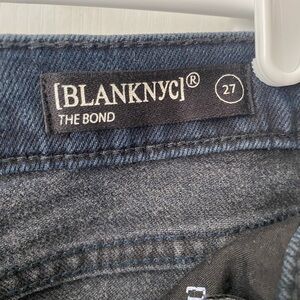 [BLANKNYC]®
THE BOND
27